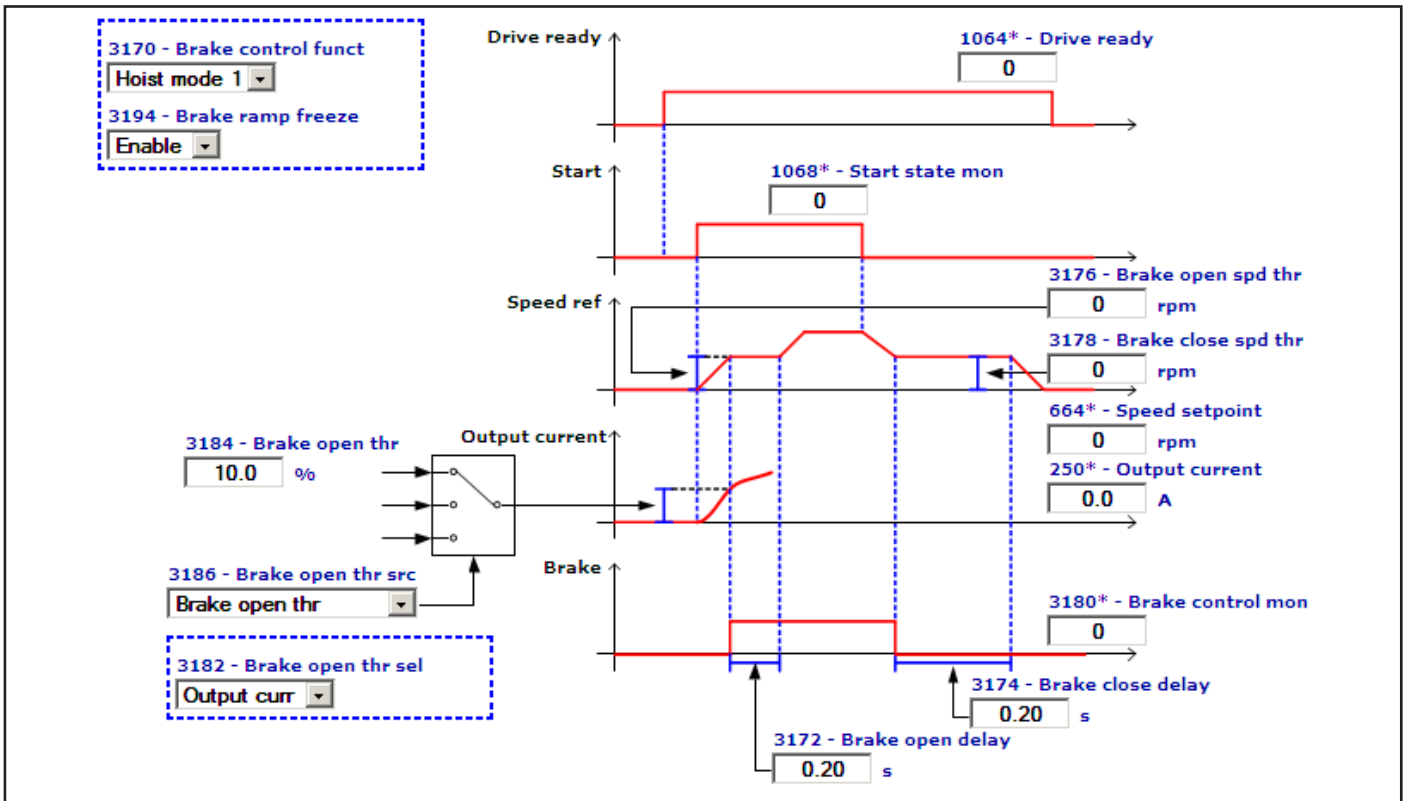 3170 - Brake control funct
Hoist mode 1
3194 - Brake ramp freeze
Enable
Drive ready
1064* - Drive ready
0
Start
1068* - Start state mon
0
Speed ref
3176 - Brake open spd thr
0 rpm
3178 - Brake close spd thr
0 rpm
664* - Speed setpoint
0 rpm
250* - Output current
0.0 A
Output current
3184 - Brake open thr
10.0 %
3186 - Brake open thr src
Brake open thr
3182 - Brake open thr sel
Output curr
Brake
3180* - Brake control mon
0
3174 - Brake close delay
0.20 s
3172 - Brake open delay
0.20 s